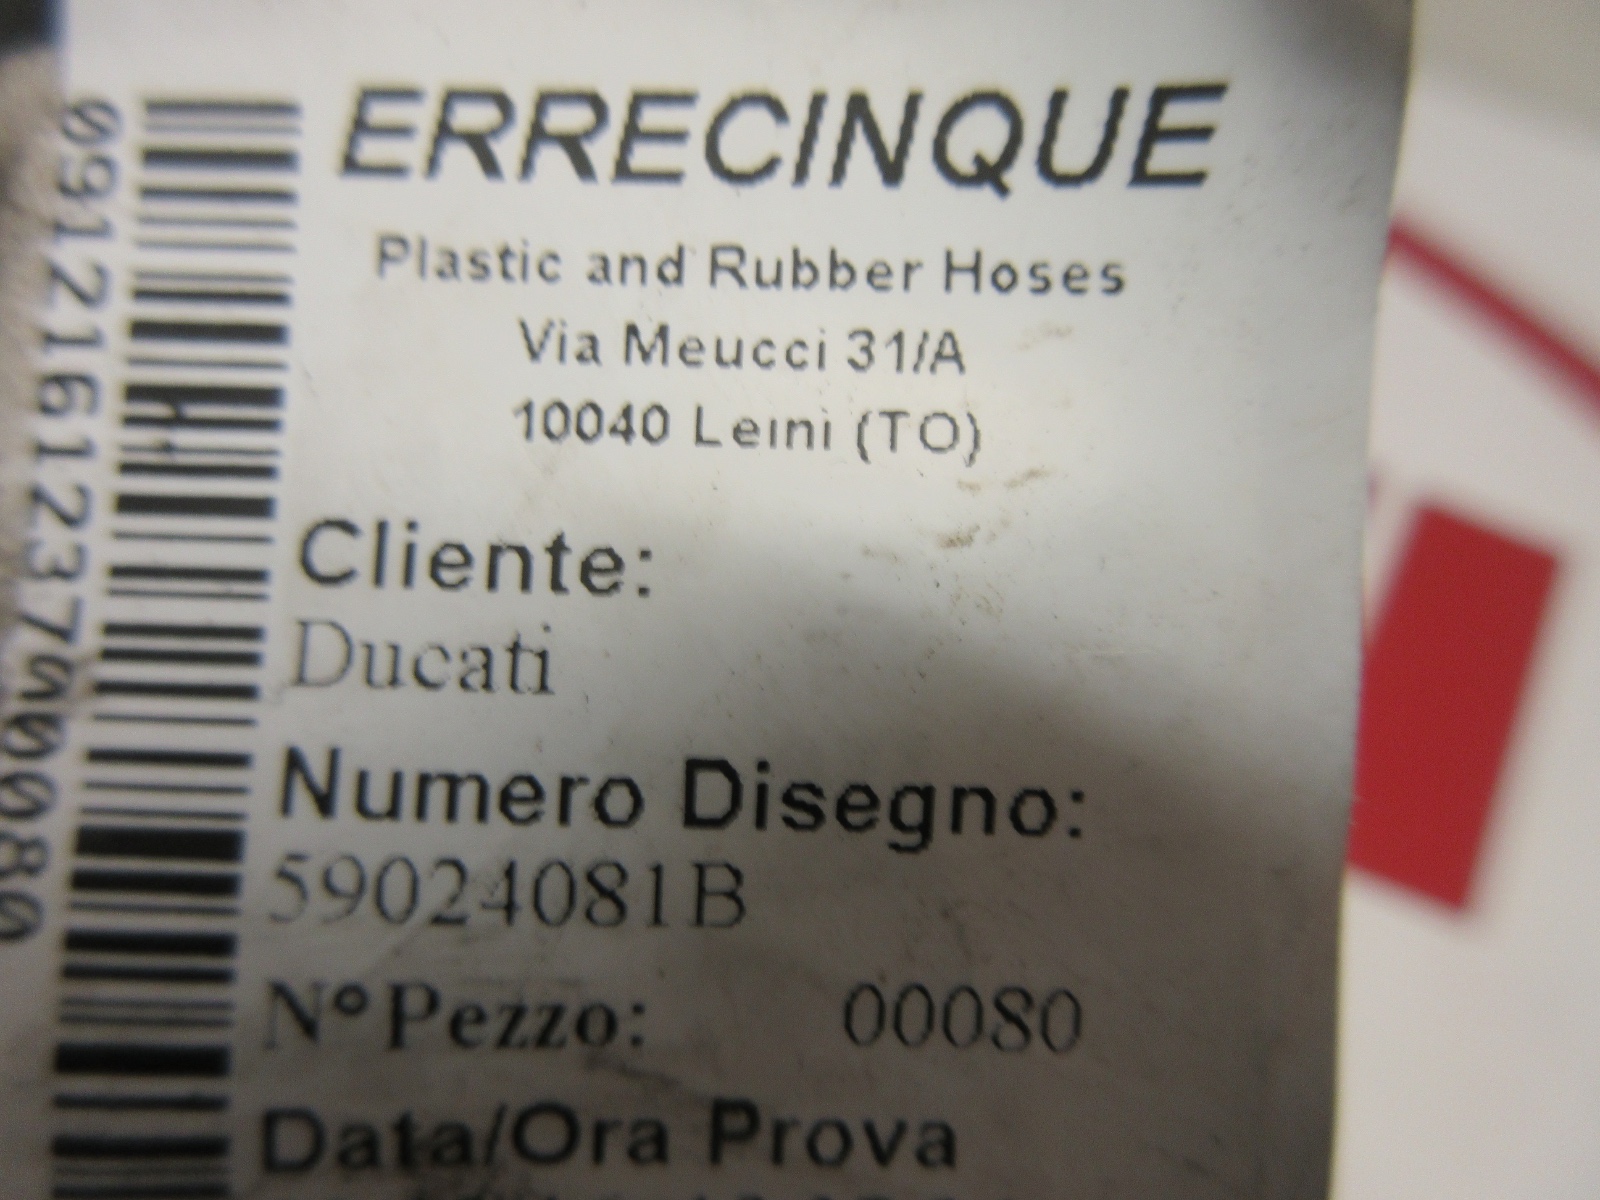 ERRECINQUE
Plastic and Rubber Hoses
Via Meucci 31/A
10040 Leini (TO)
Cliente:
Ducati
Numero Disegno:
59024081B
N° Pezzo: 00080
Data/Ora Prova